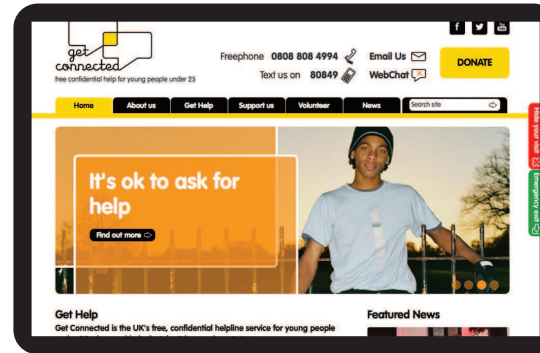 get
connected
free confidential help for young people under 25
Freephone 0808 808 4994
Text us on 80849
Email Us
WebChat
DONATE
Home
About us
Get Help
Support us
Volunteer
News
Search site
Hide your visit
Emergency exit
It's ok to ask for
help
Find out more
Get Help
Get Connected is the UK's free, confidential helpline service for young people
Featured News